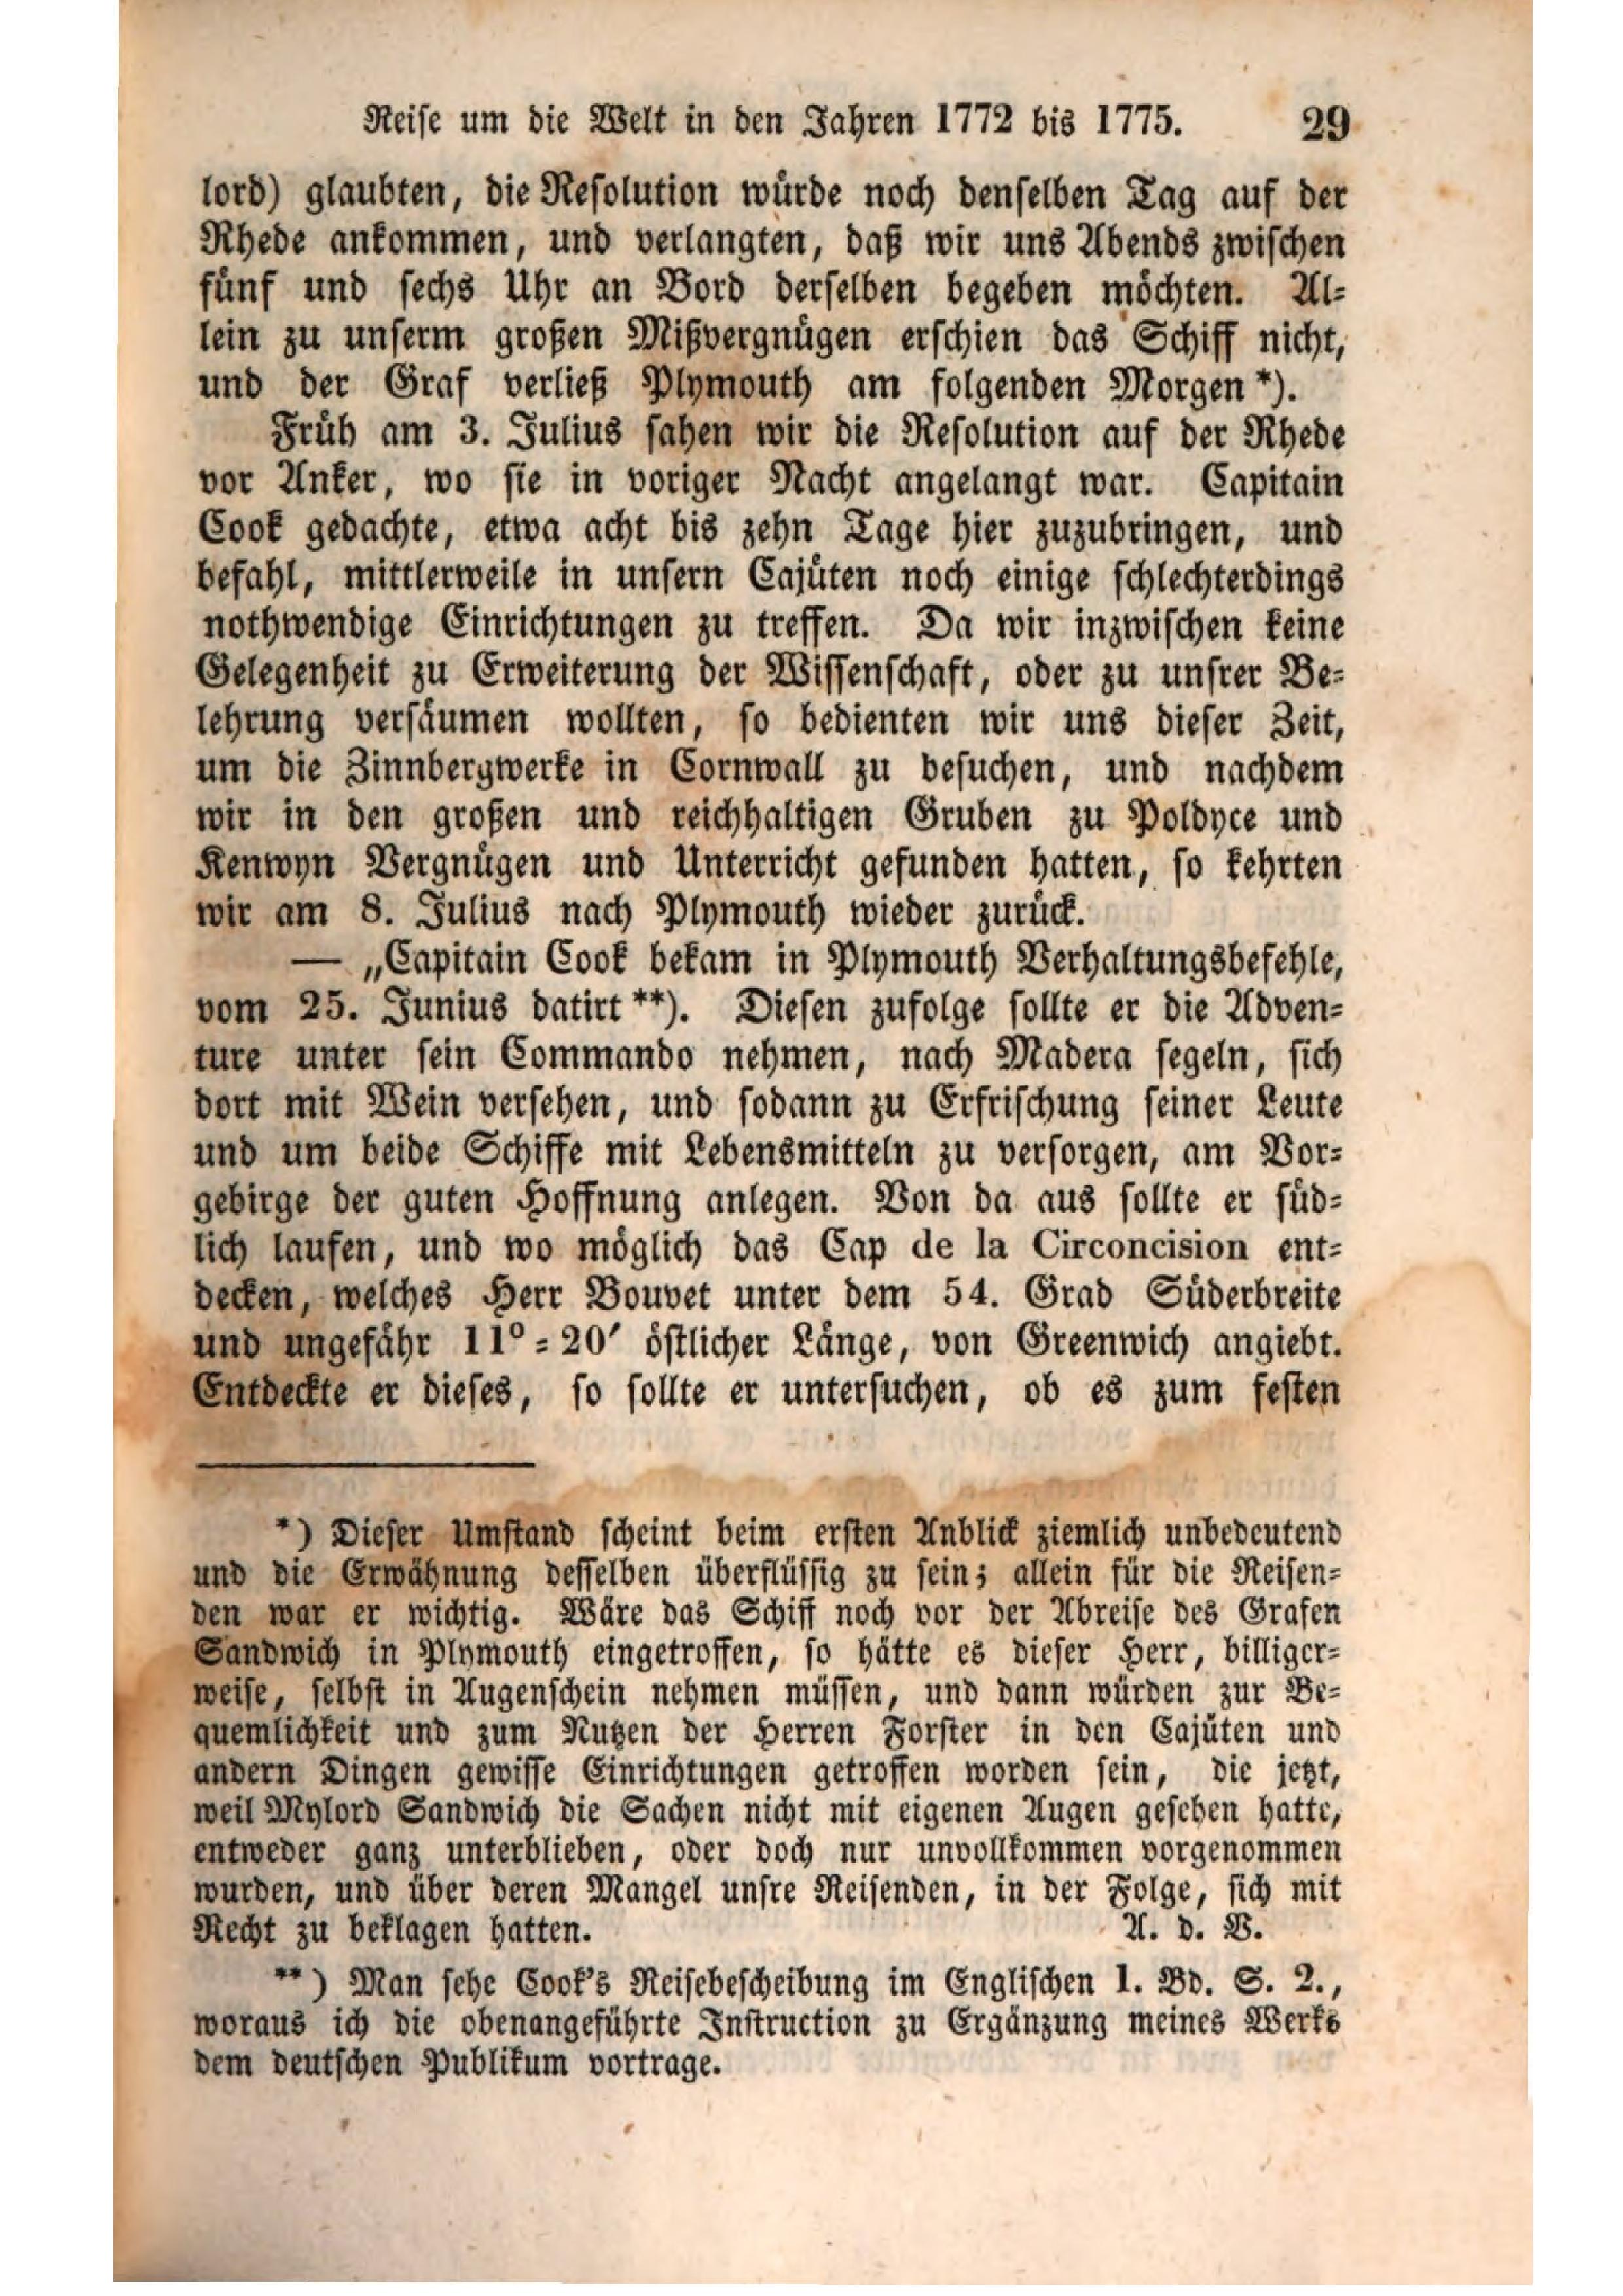 Reise um die Welt in den Jahren 1772 bis 1775. 29
lord) glaubten, die Resolution würde noch denselben Tag auf der
Rhede ankommen, und verlangten, daß wir uns Abends zwischen
fünf und sechs Uhr an Bord derselben begeben möchten. Al-
lein zu unserm großen Mißvergnügen erschien das Schiff nicht,
und der Graf verließ Plymouth am folgenden Morgen *).
Früh am 3. Julius sahen wir die Resolution auf der Rhede
vor Anker, wo sie in voriger Nacht angelangt war. Capitain
Cook gedachte, etwa acht bis zehn Tage hier zuzubringen, und
befahl, mittlerweile in unsern Cajüten noch einige schlechterdings
nothwendige Einrichtungen zu treffen. Da wir inzwischen keine
Gelegenheit zu Erweiterung der Wissenschaft, oder zu unsrer Be-
lehrung versäumen wollten, so bedienten wir uns dieser Zeit,
um die Zinnbergwerke in Cornwall zu besuchen, und nachdem
wir in den großen und reichhaltigen Gruben zu Poldyce und
Kenwyn Vergnügen und Unterricht gefunden hatten, so kehrten
wir am 8. Julius nach Plymouth wieder zurück.
— „Capitain Cook bekam in Plymouth Verhaltungsbefehle,
vom 25. Junius datirt **). Diesen zufolge sollte er die Adven-
ture unter sein Commando nehmen, nach Madera segeln, sich
dort mit Wein versehen, und sodann zu Erfrischung seiner Leute
und um beide Schiffe mit Lebensmitteln zu versorgen, am Vor-
gebirge der guten Hoffnung anlegen. Von da aus sollte er süd-
lich laufen, und wo möglich das Cap de la Circoncision ent-
decken, welches Herr Bouvet unter dem 54. Grad Süderbreite
und ungefähr 11° - 20′ östlicher Länge, von Greenwich angiebt.
Entdeckte er dieses, so sollte er untersuchen, ob es zum festen
*) Dieser Umstand scheint beim ersten Anblick ziemlich unbedeutend
und die Erwähnung desselben überflüssig zu sein; allein für die Reisen-
den war er wichtig. Wäre das Schiff noch vor der Abreise des Grafen
Sandwich in Plymouth eingetroffen, so hätte es dieser Herr, billiger-
weise, selbst in Augenschein nehmen müssen, und dann würden zur Be-
quemlichkeit und zum Nutzen der Herren Forster in den Cajüten und
andern Dingen gewisse Einrichtungen getroffen worden sein, die jetzt,
weil Mylord Sandwich die Sachen nicht mit eigenen Augen gesehen hatte,
entweder ganz unterblieben, oder doch nur unvollkommen vorgenommen
wurden, und über deren Mangel unsre Reisenden, in der Folge, sich mit
Recht zu beklagen hatten. A. d. V.
**) Man sehe Cook's Reisebescheibung im Englischen 1. Bd. S. 2.,
woraus ich die obenangeführte Instruction zu Ergänzung meines Werks
dem deutschen Publikum vortrage.